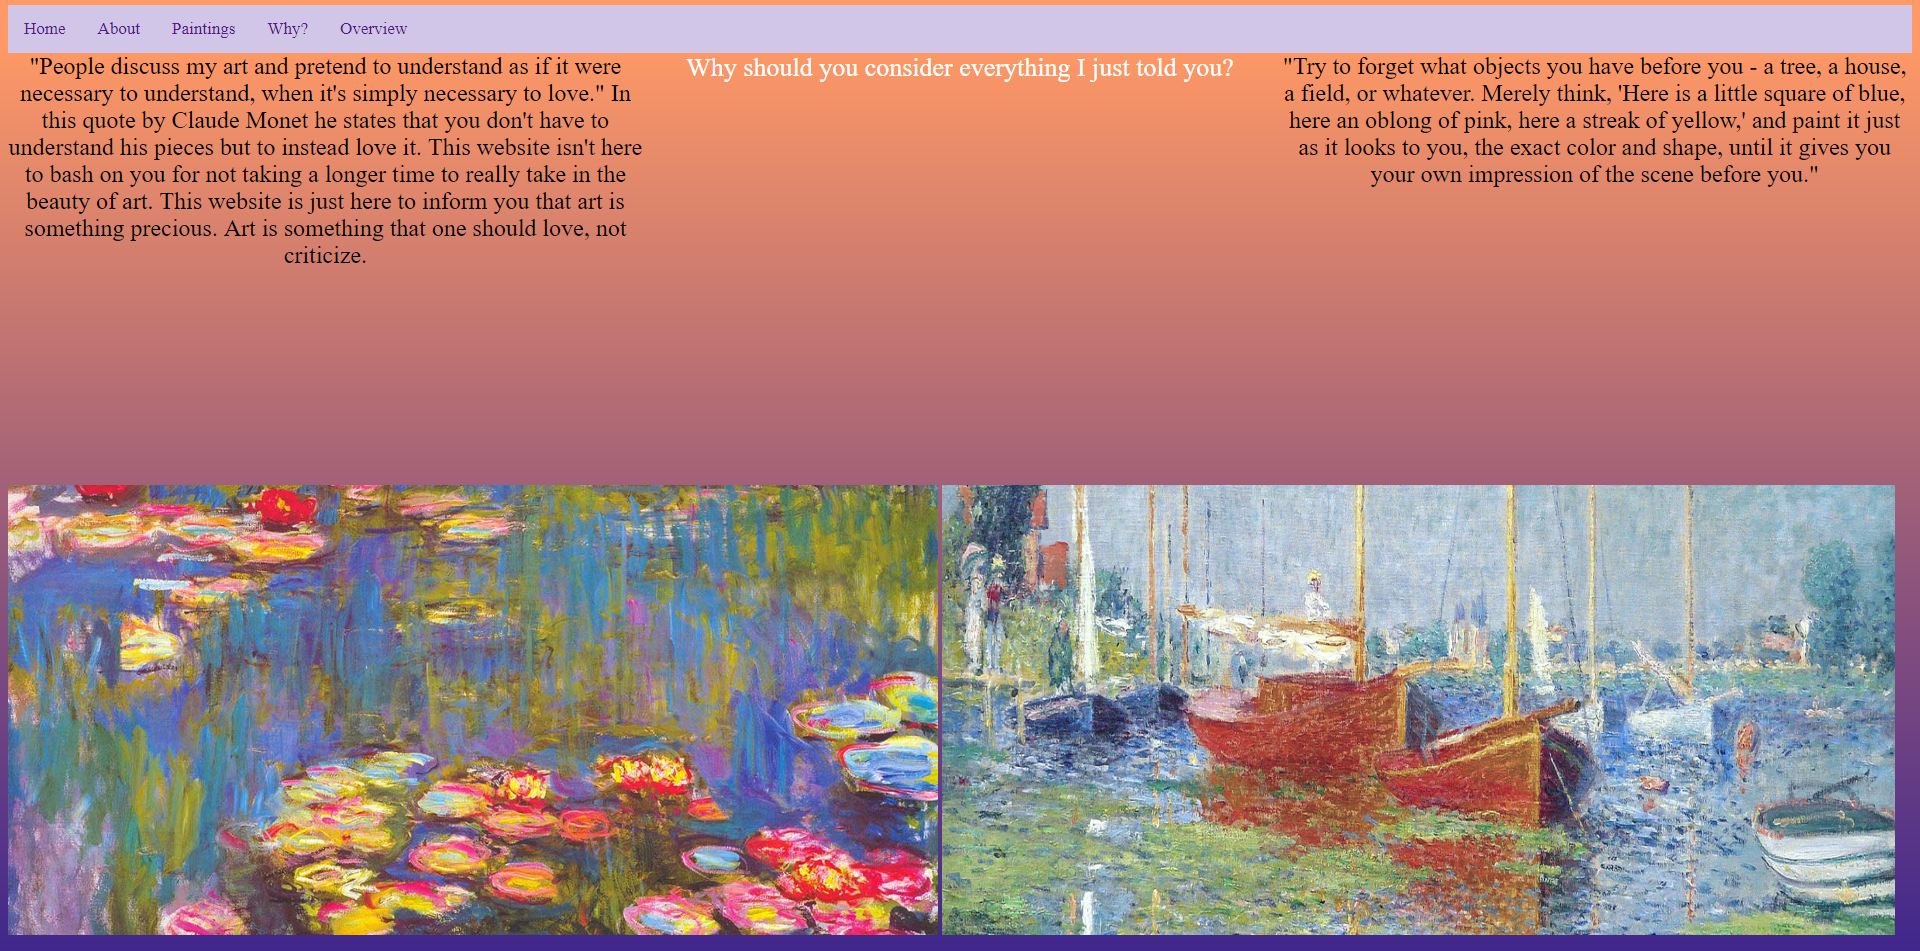 Home About Paintings Why? Overview
"People discuss my art and pretend to understand as if it were
necessary to understand, when it's simply necessary to love." In
this quote by Claude Monet he states that you don't have to
understand his pieces but to instead love it. This website isn't here
to bash on you for not taking a longer time to really take in the
beauty of art. This website is just here to inform you that art is
something precious. Art is something that one should love, not
criticize.
Why should you consider everything I just told you?
"Try to forget what objects you have before you - a tree, a house,
a field, or whatever. Merely think, 'Here is a little square of blue,
here an oblong of pink, here a streak of yellow,' and paint it just
as it looks to you, the exact color and shape, until it gives you
your own impression of the scene before you."